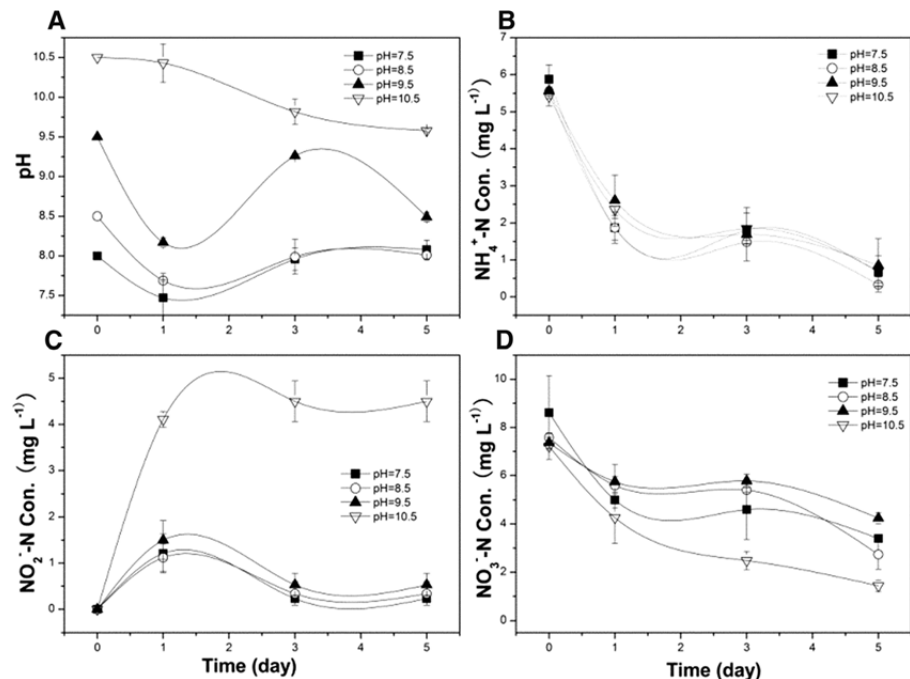 A
pH
10.5
10.0
9.5
9.0
8.5
8.0
7.5
pH=7.5
pH=8.5
pH=9.5
pH=10.5
0
1
2
3
4
5
B
NH₄⁺-N Con. (mg L⁻¹)
7
6
5
4
3
2
1
0
pH=7.5
pH=8.5
pH=9.5
pH=10.5
0
1
2
3
4
5
C
NO₂⁻-N Con. (mg L⁻¹)
5
4
3
2
1
0
pH=7.5
pH=8.5
pH=9.5
pH=10.5
0
1
2
3
4
5
Time (day)
D
NO₃⁻-N Con. (mg L⁻¹)
10
8
6
4
2
0
pH=7.5
pH=8.5
pH=9.5
pH=10.5
0
1
2
3
4
5
Time (day)